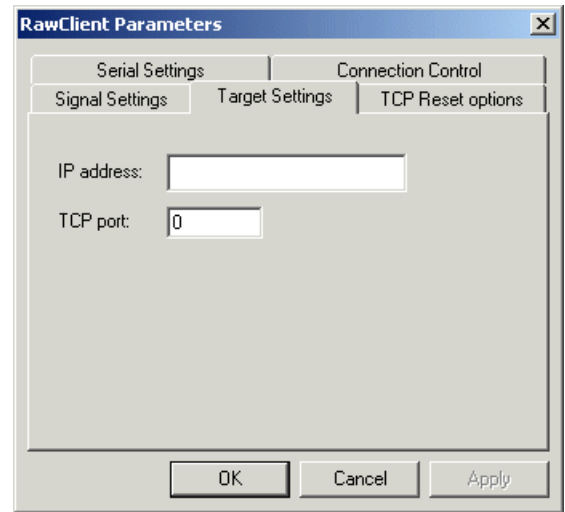 RawClient Parameters
Serial Settings Connection Control
Signal Settings Target Settings TCP Reset options
IP address:
TCP port: 0
OK Cancel Apply